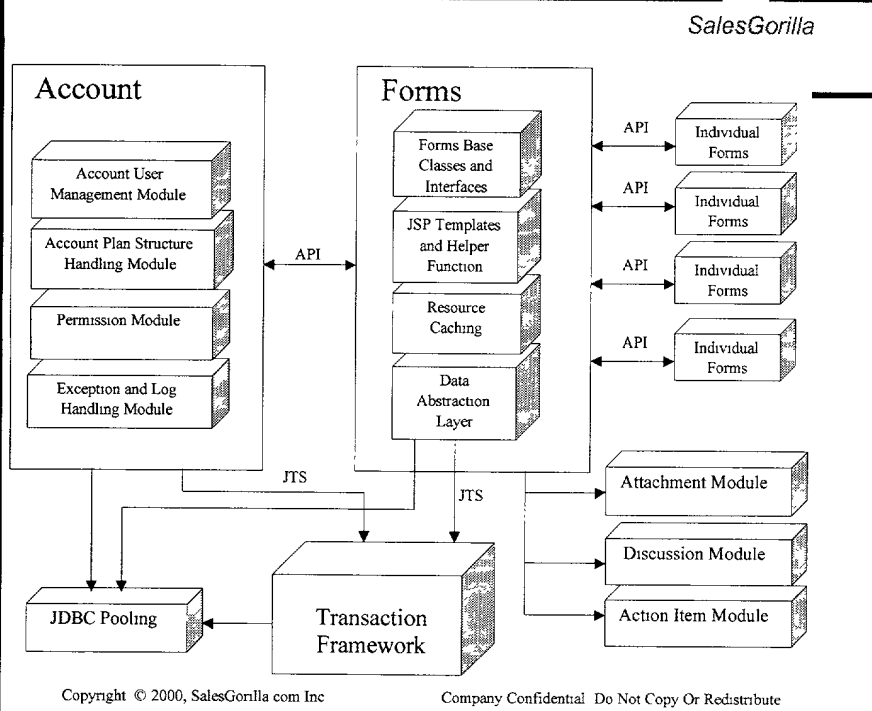 SalesGorilla
Account
Account User
Management Module
Account Plan Structure
Handling Module
Permission Module
Exception and Log
Handling Module
API
Forms
Forms Base
Classes and
Interfaces
JSP Templates
and Helper
Function
Resource
Caching
Data
Abstraction
Layer
API
Individual
Forms
API
Individual
Forms
API
Individual
Forms
API
Individual
Forms
JTS
JTS
Attachment Module
Discussion Module
Action Item Module
JDBC Pooling
Transaction
Framework
Copyright © 2000, SalesGorilla com Inc
Company Confidential Do Not Copy Or Redistribute